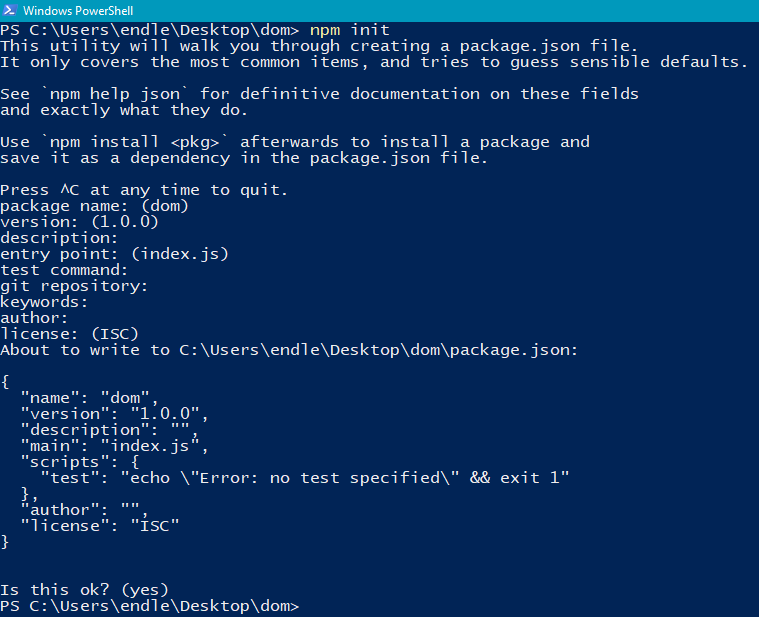 Windows PowerShell
PS C:\Users\endle\Desktop\dom> npm init
This utility will walk you through creating a package.json file.
It only covers the most common items, and tries to guess sensible defaults.
See `npm help json` for definitive documentation on these fields
and exactly what they do.
Use `npm install <pkg>` afterwards to install a package and
save it as a dependency in the package.json file.
Press ^C at any time to quit.
package name: (dom)
version: (1.0.0)
description:
entry point: (index.js)
test command:
git repository:
keywords:
author:
license: (ISC)
About to write to C:\Users\endle\Desktop\dom\package.json:
{
  "name": "dom",
  "version": "1.0.0",
  "description": "",
  "main": "index.js",
  "scripts": {
    "test": "echo \"Error: no test specified\" && exit 1"
  },
  "author": "",
  "license": "ISC"
}
Is this ok? (yes)
PS C:\Users\endle\Desktop\dom>